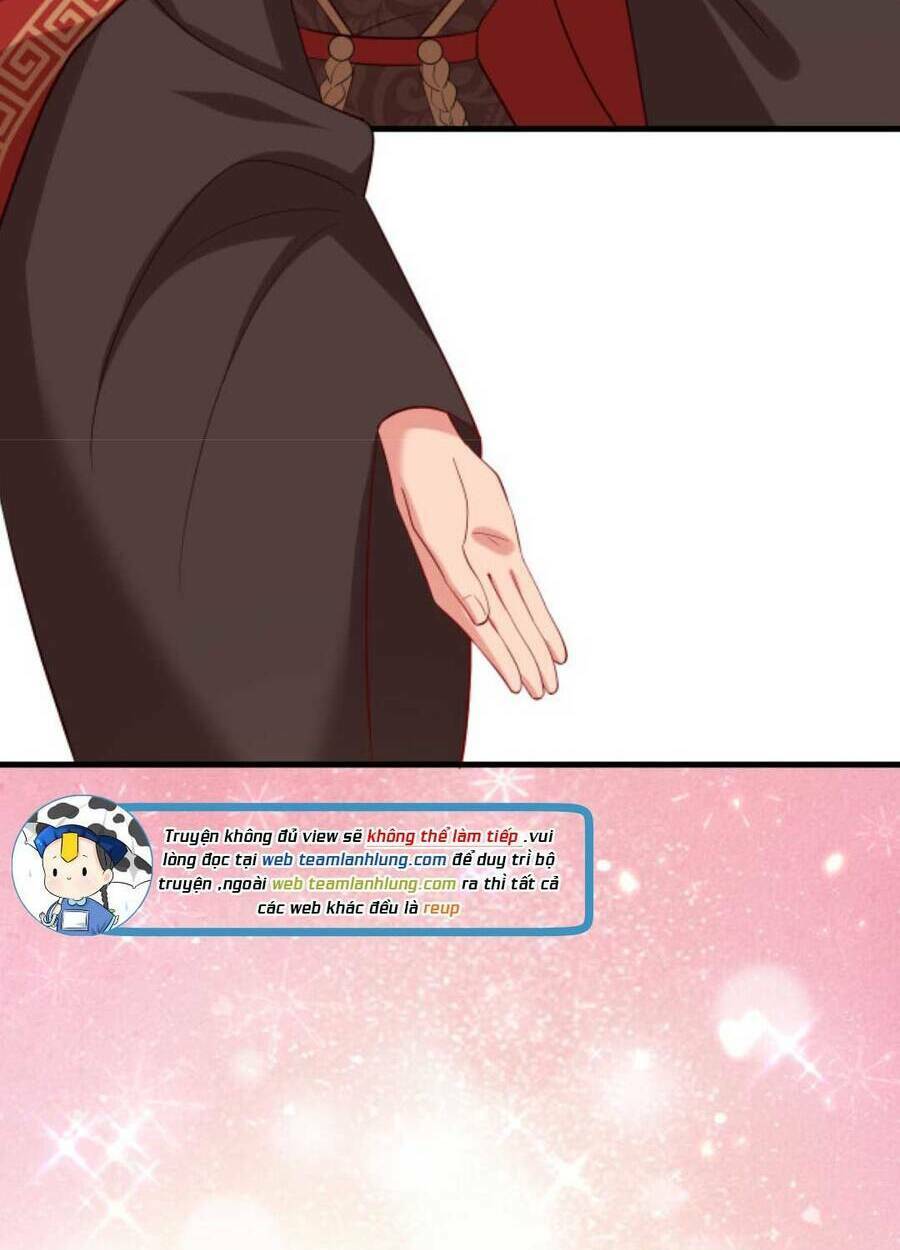 Truyện không đủ view sẽ không thể làm tiếp .vui
lòng đọc tại web teamlanhlung.com để duy trì bộ
truyện ,ngoài web teamlanhlung.com ra thì tất cả
các web khác đều là reup